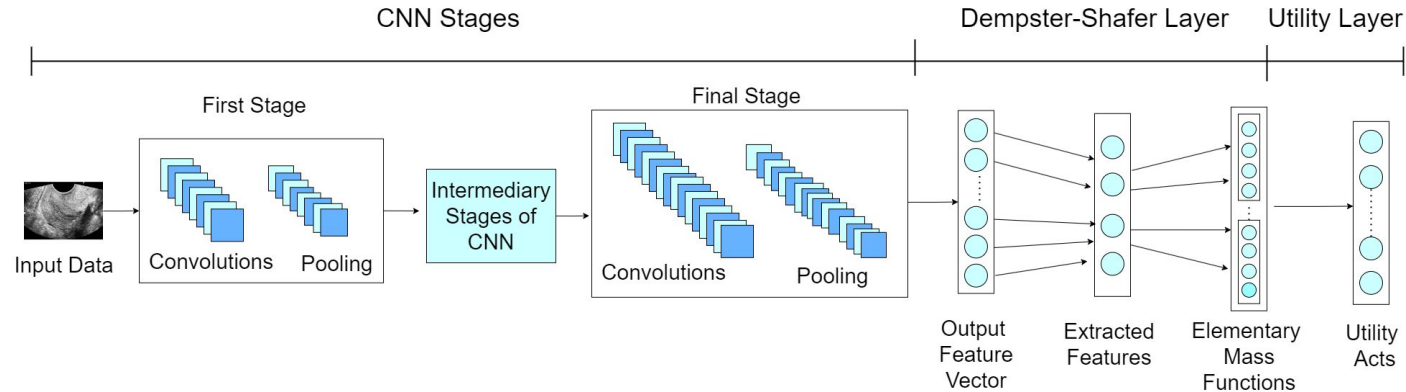 CNN Stages
Dempster-Shafer Layer
Utility Layer
First Stage
Final Stage
Input Data
Convolutions
Pooling
Intermediary
Stages of
CNN
Convolutions
Pooling
Output
Feature
Vector
Extracted
Features
Elementary
Mass
Functions
Utility
Acts